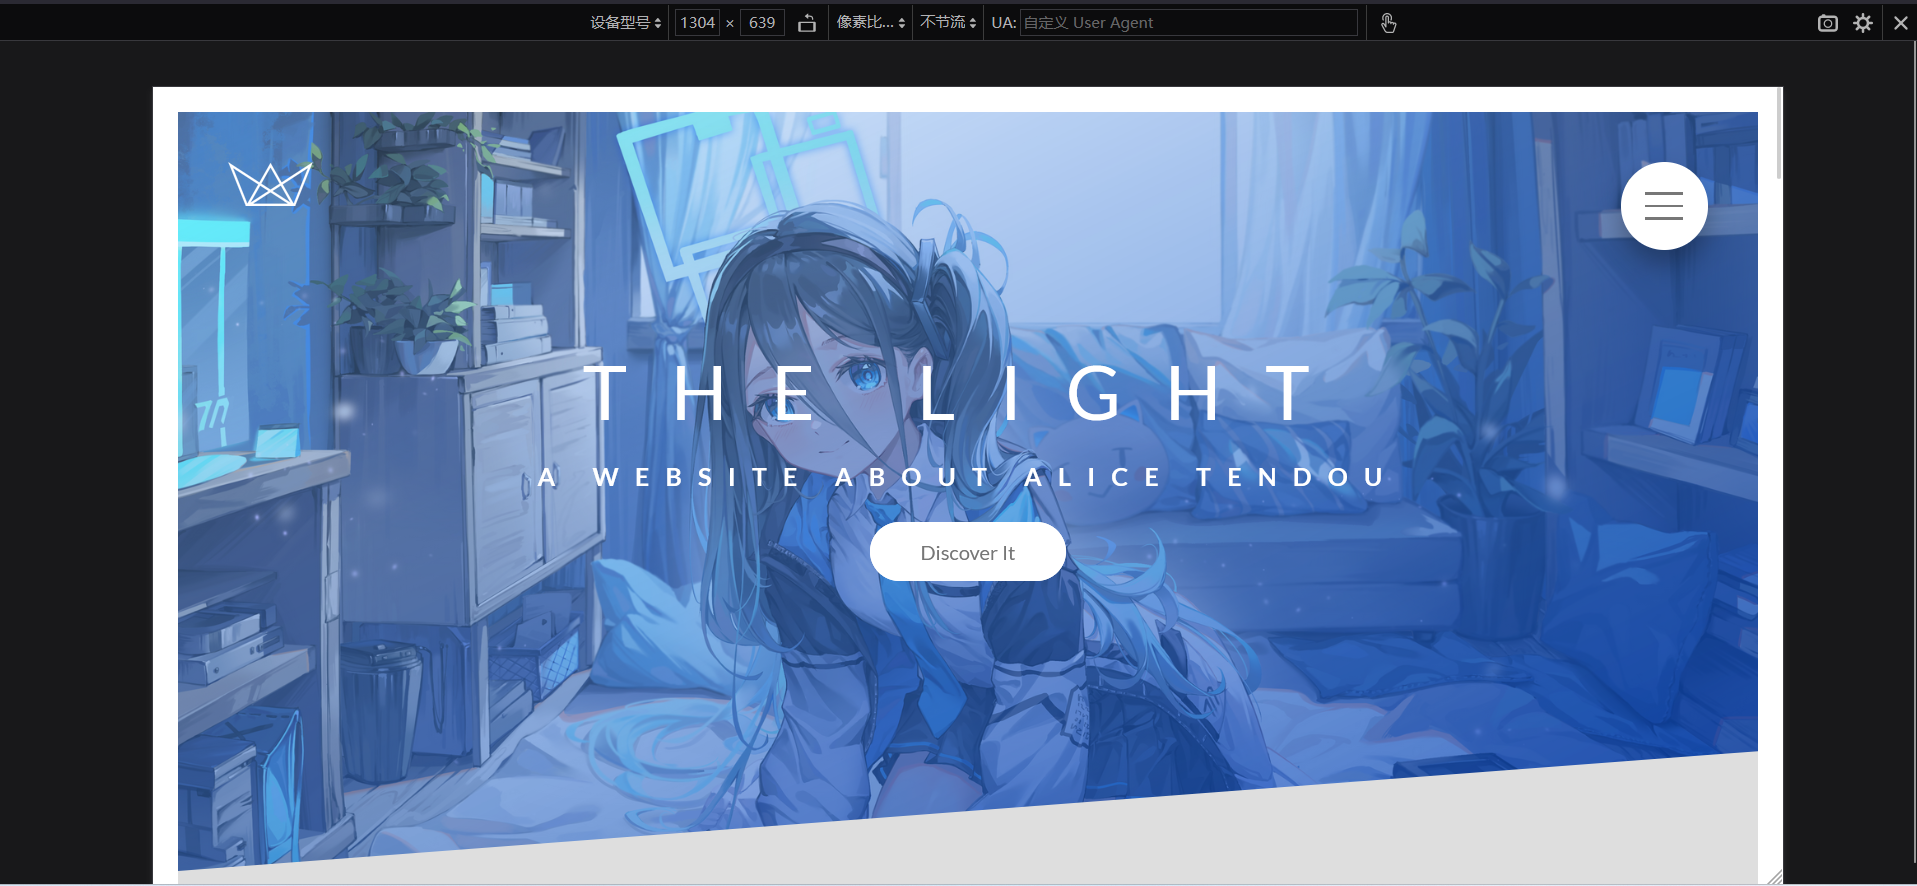 设备型号 1304 × 639 像素比... 不节流 UA: 自定义 User Agent
THE LIGHT
A WEBSITE ABOUT ALICE TENDOU
Discover It